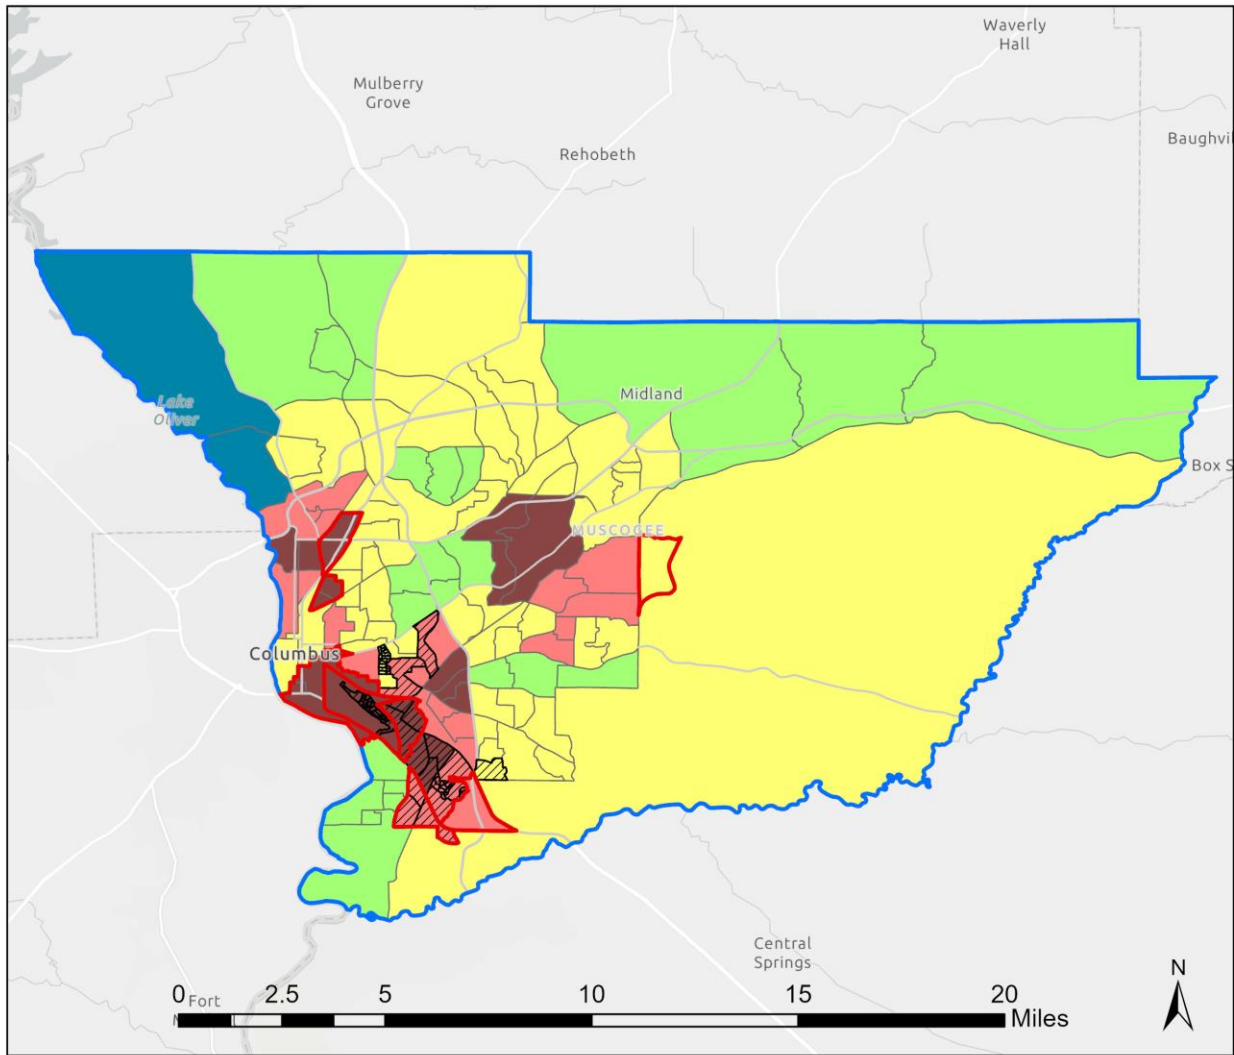 Waverly
Hall
Mulberry
Grove
Baughvil
Rehobeth
Midland
Lake
Oliver
Box S
MUSCOGEE
Columbus
Central
Springs
N
0 2.5 5 10 15 20
Fort
Miles